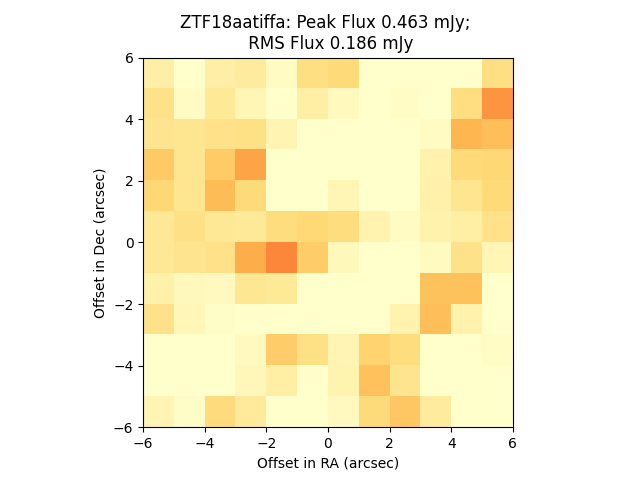 ZTF18aatiffa: Peak Flux 0.463 mJy;
RMS Flux 0.186 mJy
6
4
2
0
−2
−4
−6
Offset in Dec (arcsec)
−6 −4 −2 0 2 4 6
Offset in RA (arcsec)